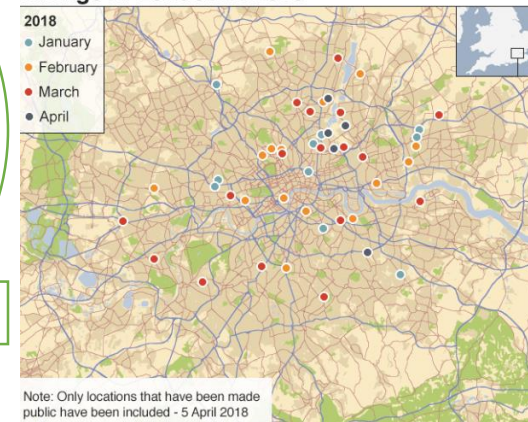 2018
January
February
March
April
Note: Only locations that have been made
public have been included - 5 April 2018